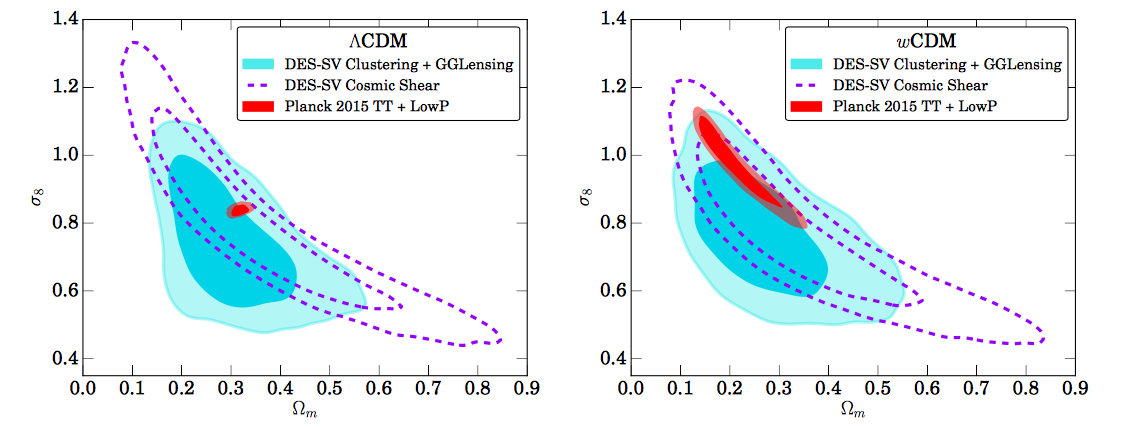 ΛCDM
DES-SV Clustering + GGLensing
DES-SV Cosmic Shear
Planck 2015 TT + LowP
1.4
1.2
1.0
0.8
0.6
0.4
σ8
0.0 0.1 0.2 0.3 0.4 0.5 0.6 0.7 0.8 0.9
Ωm
wCDM
DES-SV Clustering + GGLensing
DES-SV Cosmic Shear
Planck 2015 TT + LowP
1.4
1.2
1.0
0.8
0.6
0.4
σ8
0.0 0.1 0.2 0.3 0.4 0.5 0.6 0.7 0.8 0.9
Ωm